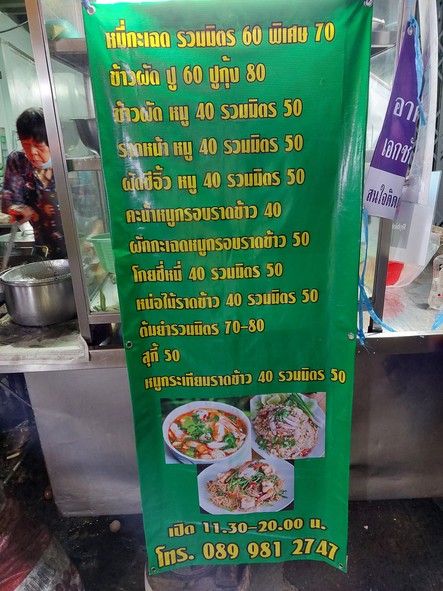 หมี่กะเฉด รวมมิตร 60 พิเศษ 70
ข้าวผัด ปู 60 ปูกุ้ง 80
ข้าวผัด หมู 40 รวมมิตร 50
ราดหน้า หมู 40 รวมมิตร 50
ผัดซีอิ้ว หมู 40 รวมมิตร 50
คะน้าหมูกรอบราดข้าว 40
ผักกะเฉดหมูกรอบราดข้าว 50
โกยซี่หมี่ 40 รวมมิตร 50
หน่อไม้ราดข้าว 40 รวมมิตร 50
ต้มยำรวมมิตร 70-80
สุกี้ 50
หมูกระเทียมราดข้าว 40 รวมมิตร 50
เปิด 11.30-20.00 น.
โทร. 089 981 2747